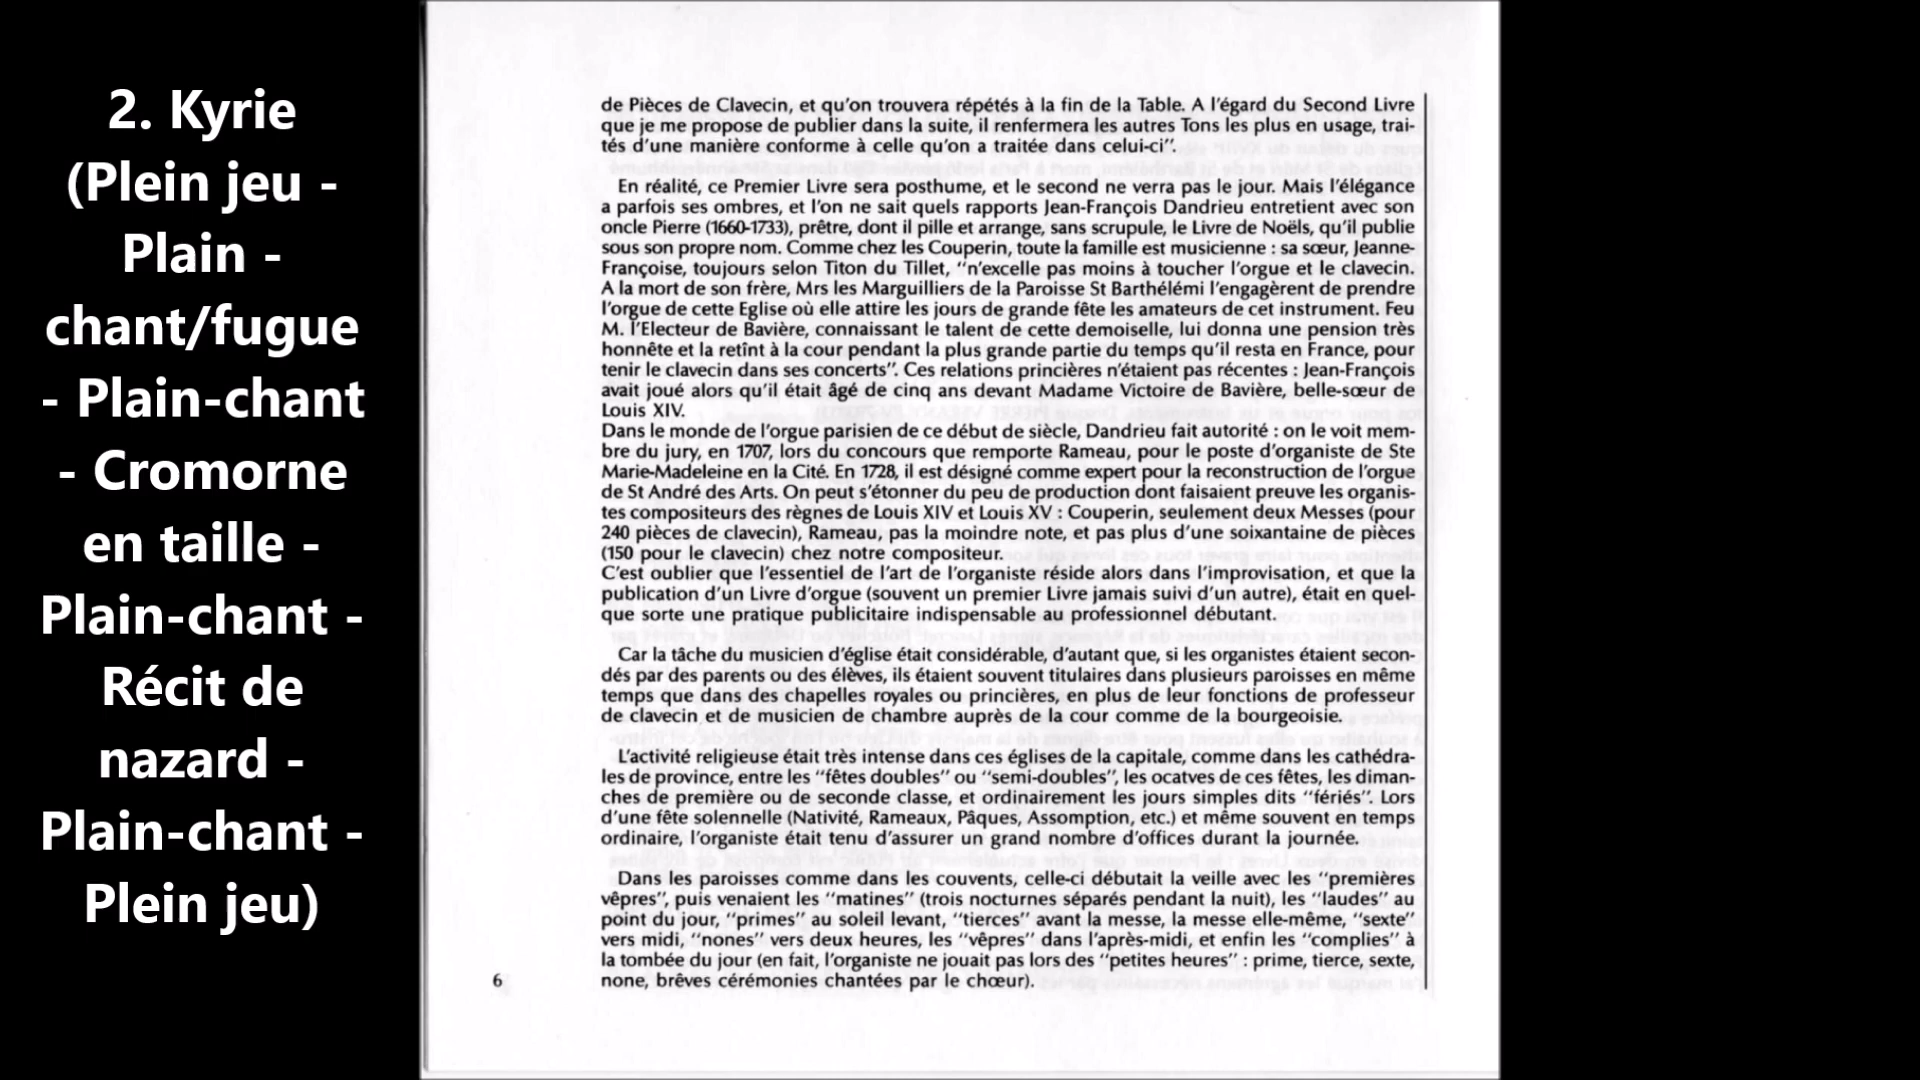 2. Kyrie
(Plein jeu -
Plain -
chant/fugue
- Plain-chant
- Cromorne
en taille -
Plain-chant -
Récit de
nazard -
Plain-chant -
Plein jeu)
de Pièces de Clavecin, et qu'on trouvera répétés à la fin de la Table. A l'égard du Second Livre
que je me propose de publier dans la suite, il renfermera les autres Tons les plus en usage, trai-
tés d'une manière conforme à celle qu'on a traitée dans celui-ci".
En réalité, ce Premier Livre sera posthume, et le second ne verra pas le jour. Mais l'élégance
a parfois ses ombres, et l'on ne sait quels rapports Jean-François Dandrieu entretient avec son
oncle Pierre (1660-1733), prêtre, dont il pille et arrange, sans scrupule, le Livre de Noëls, qu'il publie
sous son propre nom. Comme chez les Couperin, toute la famille est musicienne : sa sœur, Jeanne-
Françoise, toujours selon Titon du Tillet, "n'excelle pas moins à toucher l'orgue et le clavecin.
A la mort de son frère, Mrs les Marguilliers de la Paroisse St Barthélémi l'engagèrent de prendre
l'orgue de cette Eglise où elle attire les jours de grande fête les amateurs de cet instrument. Feu
M. l'Electeur de Bavière, connaissant le talent de cette demoiselle, lui donna une pension très
honnête et la retînt à la cour pendant la plus grande partie du temps qu'il resta en France, pour
tenir le clavecin dans ses concerts". Ces relations princières n'étaient pas récentes : Jean-François
avait joué alors qu'il était âgé de cinq ans devant Madame Victoire de Bavière, belle-sœur de
Louis XIV.
Dans le monde de l'orgue parisien de ce début de siècle, Dandrieu fait autorité : on le voit mem-
bre du jury, en 1707, lors du concours que remporte Rameau, pour le poste d'organiste de Ste
Marie-Madeleine en la Cité. En 1728, il est désigné comme expert pour la reconstruction de l'orgue
de St André des Arts. On peut s'étonner du peu de production dont faisaient preuve les organis-
tes compositeurs des règnes de Louis XIV et Louis XV : Couperin, seulement deux Messes (pour
240 pièces de clavecin), Rameau, pas la moindre note, et pas plus d'une soixantaine de pièces
(150 pour le clavecin) chez notre compositeur.
C'est oublier que l'essentiel de l'art de l'organiste réside alors dans l'improvisation, et que la
publication d'un Livre d'orgue (souvent un premier Livre jamais suivi d'un autre), était en quel-
que sorte une pratique publicitaire indispensable au professionnel débutant.
Car la tâche du musicien d'église était considérable, d'autant que, si les organistes étaient secon-
dés par des parents ou des élèves, ils étaient souvent titulaires dans plusieurs paroisses en même
temps que dans des chapelles royales ou princières, en plus de leur fonctions de professeur
de clavecin et de musicien de chambre auprès de la cour comme de la bourgeoisie.
L'activité religieuse était très intense dans ces églises de la capitale, comme dans les cathédra-
les de province, entre les "fêtes doubles" ou "semi-doubles", les ocatves de ces fêtes, les diman-
ches de première ou de seconde classe, et ordinairement les jours simples dits "fériés". Lors
d'une fête solennelle (Nativité, Rameaux, Pâques, Assomption, etc.) et même souvent en temps
ordinaire, l'organiste était tenu d'assurer un grand nombre d'offices durant la journée.
Dans les paroisses comme dans les couvents, celle-ci débutait la veille avec les "premières
vêpres", puis venaient les "matines" (trois nocturnes séparés pendant la nuit), les "laudes" au
point du jour, "primes" au soleil levant, "tierces" avant la messe, la messe elle-même, "sexte"
vers midi, "nones" vers deux heures, les "vêpres" dans l'après-midi, et enfin les "complies" à
la tombée du jour (en fait, l'organiste ne jouait pas lors des "petites heures" : prime, tierce, sexte,
none, brêves cérémonies chantées par le chœur).
6